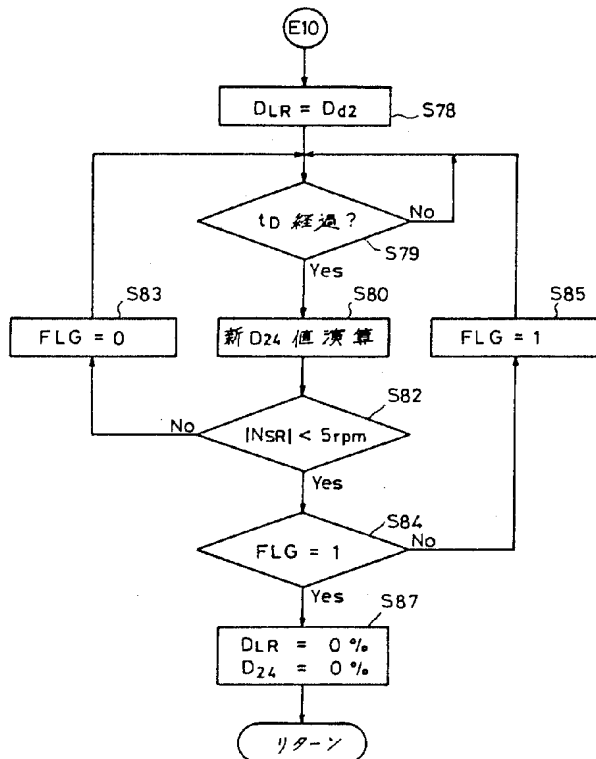 E10
DLR = Dd2
S78
tD 経過?
No
S79
Yes
S83
S80
S85
FLG = 0
新 D24 値演算
FLG = 1
S82
No
|NSR| < 5rpm
Yes
S84
FLG = 1
No
Yes
S87
DLR = 0 %
D24 = 0 %
リターン